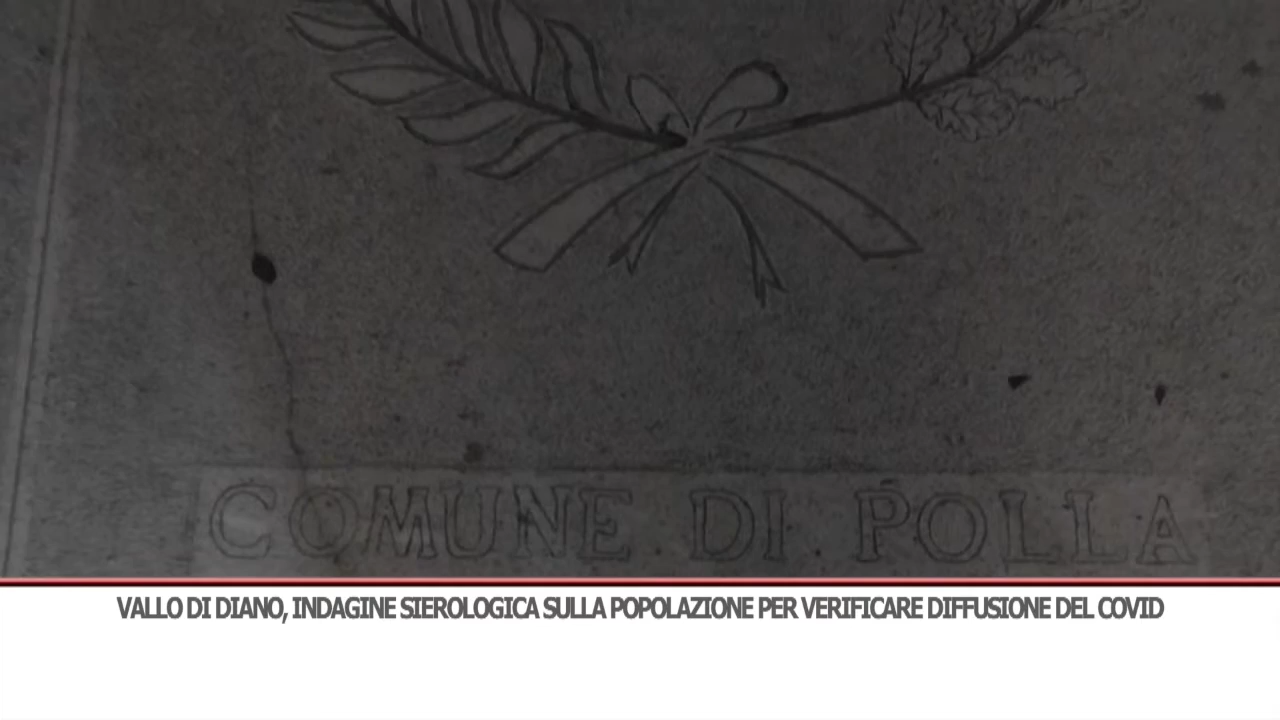 COMUNE DI POLLA
VALLO DI DIANO, INDAGINE SIEROLOGICA SULLA POPOLAZIONE PER VERIFICARE DIFFUSIONE DEL COVID